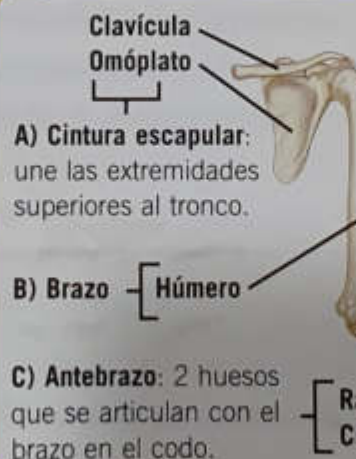 Clavícula
Omóplato
A) Cintura escapular:
une las extremidades
superiores al tronco.
B) Brazo
Húmero
C) Antebrazo: 2 huesos
que se articulan con el
brazo en el codo.